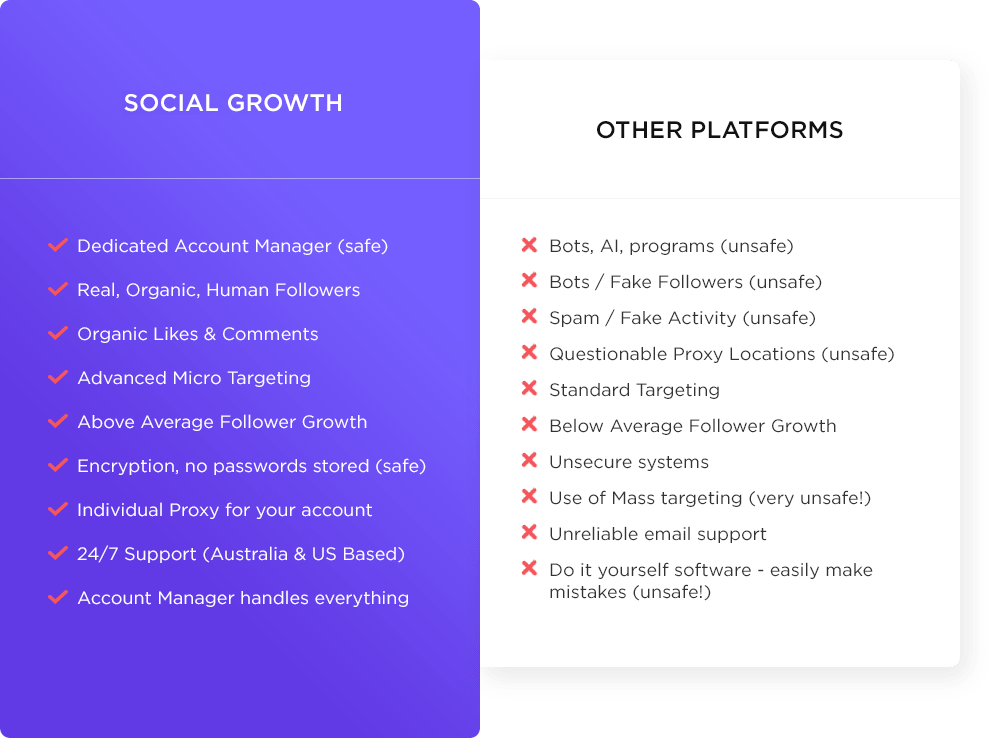 SOCIAL GROWTH
Dedicated Account Manager (safe)
Real, Organic, Human Followers
Organic Likes & Comments
Advanced Micro Targeting
Above Average Follower Growth
Encryption, no passwords stored (safe)
Individual Proxy for your account
24/7 Support (Australia & US Based)
Account Manager handles everything
OTHER PLATFORMS
Bots, AI, programs (unsafe)
Bots / Fake Followers (unsafe)
Spam / Fake Activity (unsafe)
Questionable Proxy Locations (unsafe)
Standard Targeting
Below Average Follower Growth
Unsecure systems
Use of Mass targeting (very unsafe!)
Unreliable email support
Do it yourself software - easily make
mistakes (unsafe!)